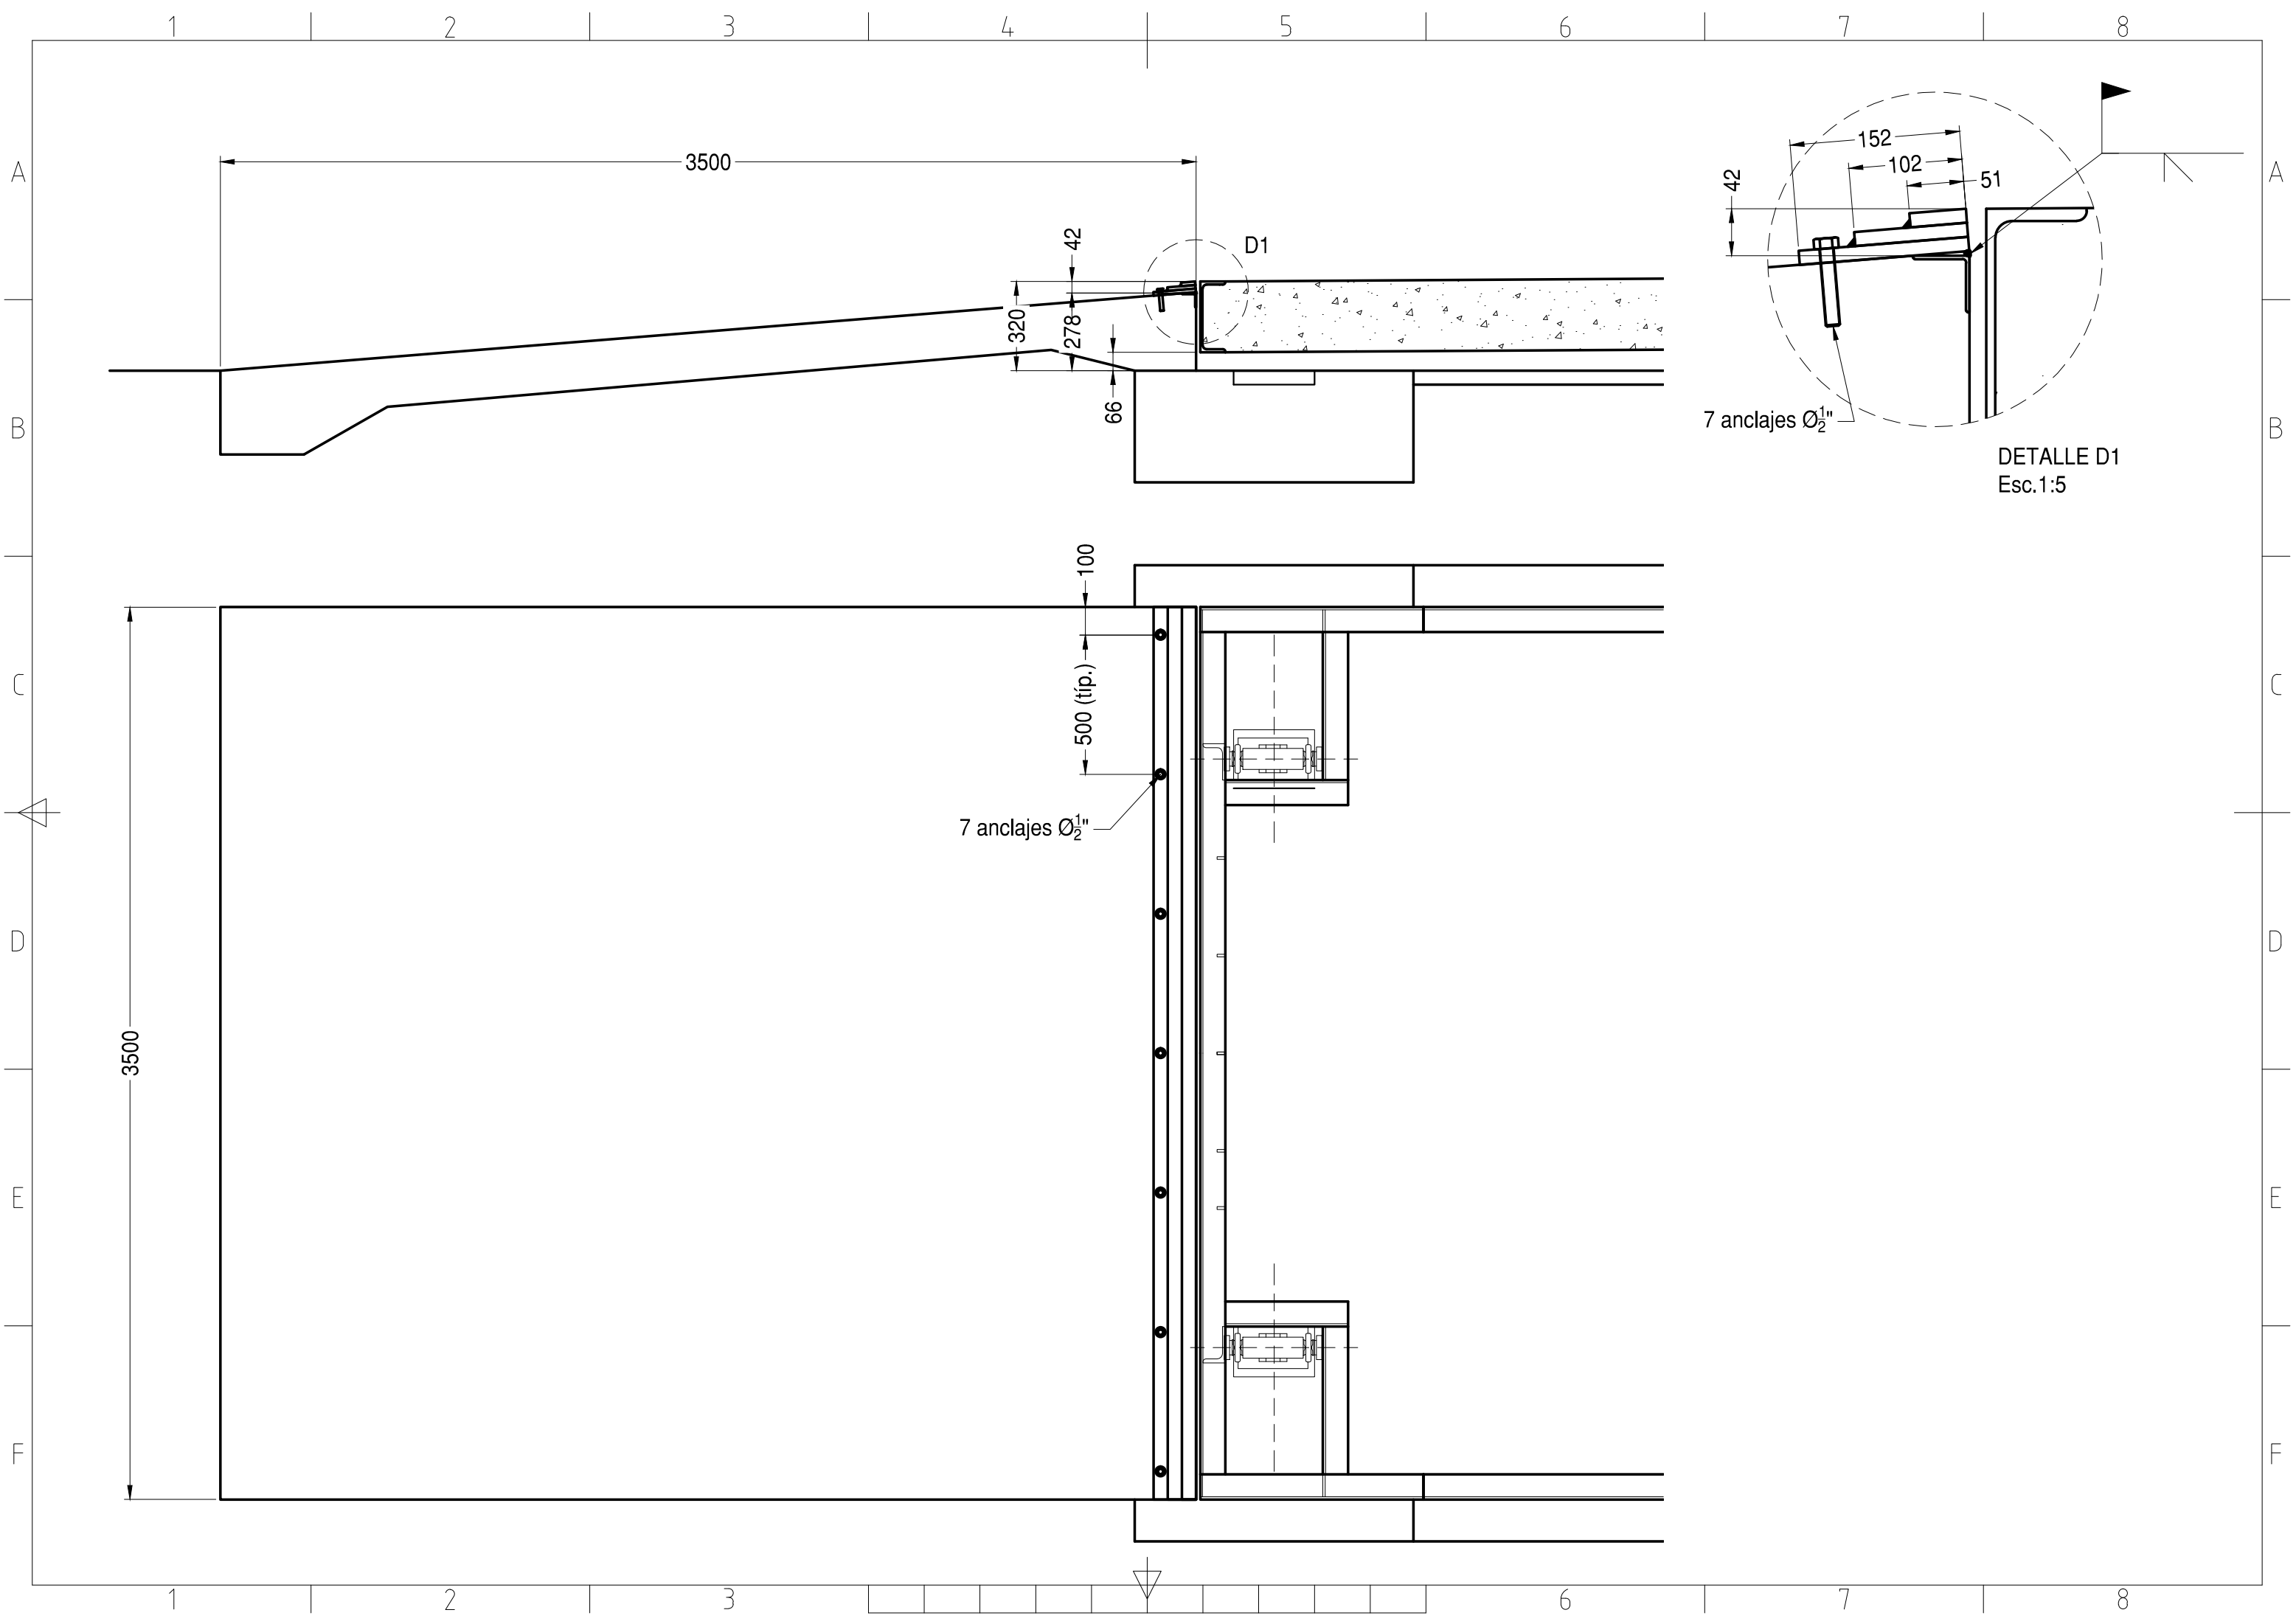 1 2 3 4 5 6 7 8
A A
3500
152
102
51
42
42
D1
320
278
66
B B
7 anclajes Ø1/2"
DETALLE D1
Esc.1:5
100
C C
500 (típ.)
7 anclajes Ø1/2"
D D
3500
E E
F F
1 2 3 6 7 8